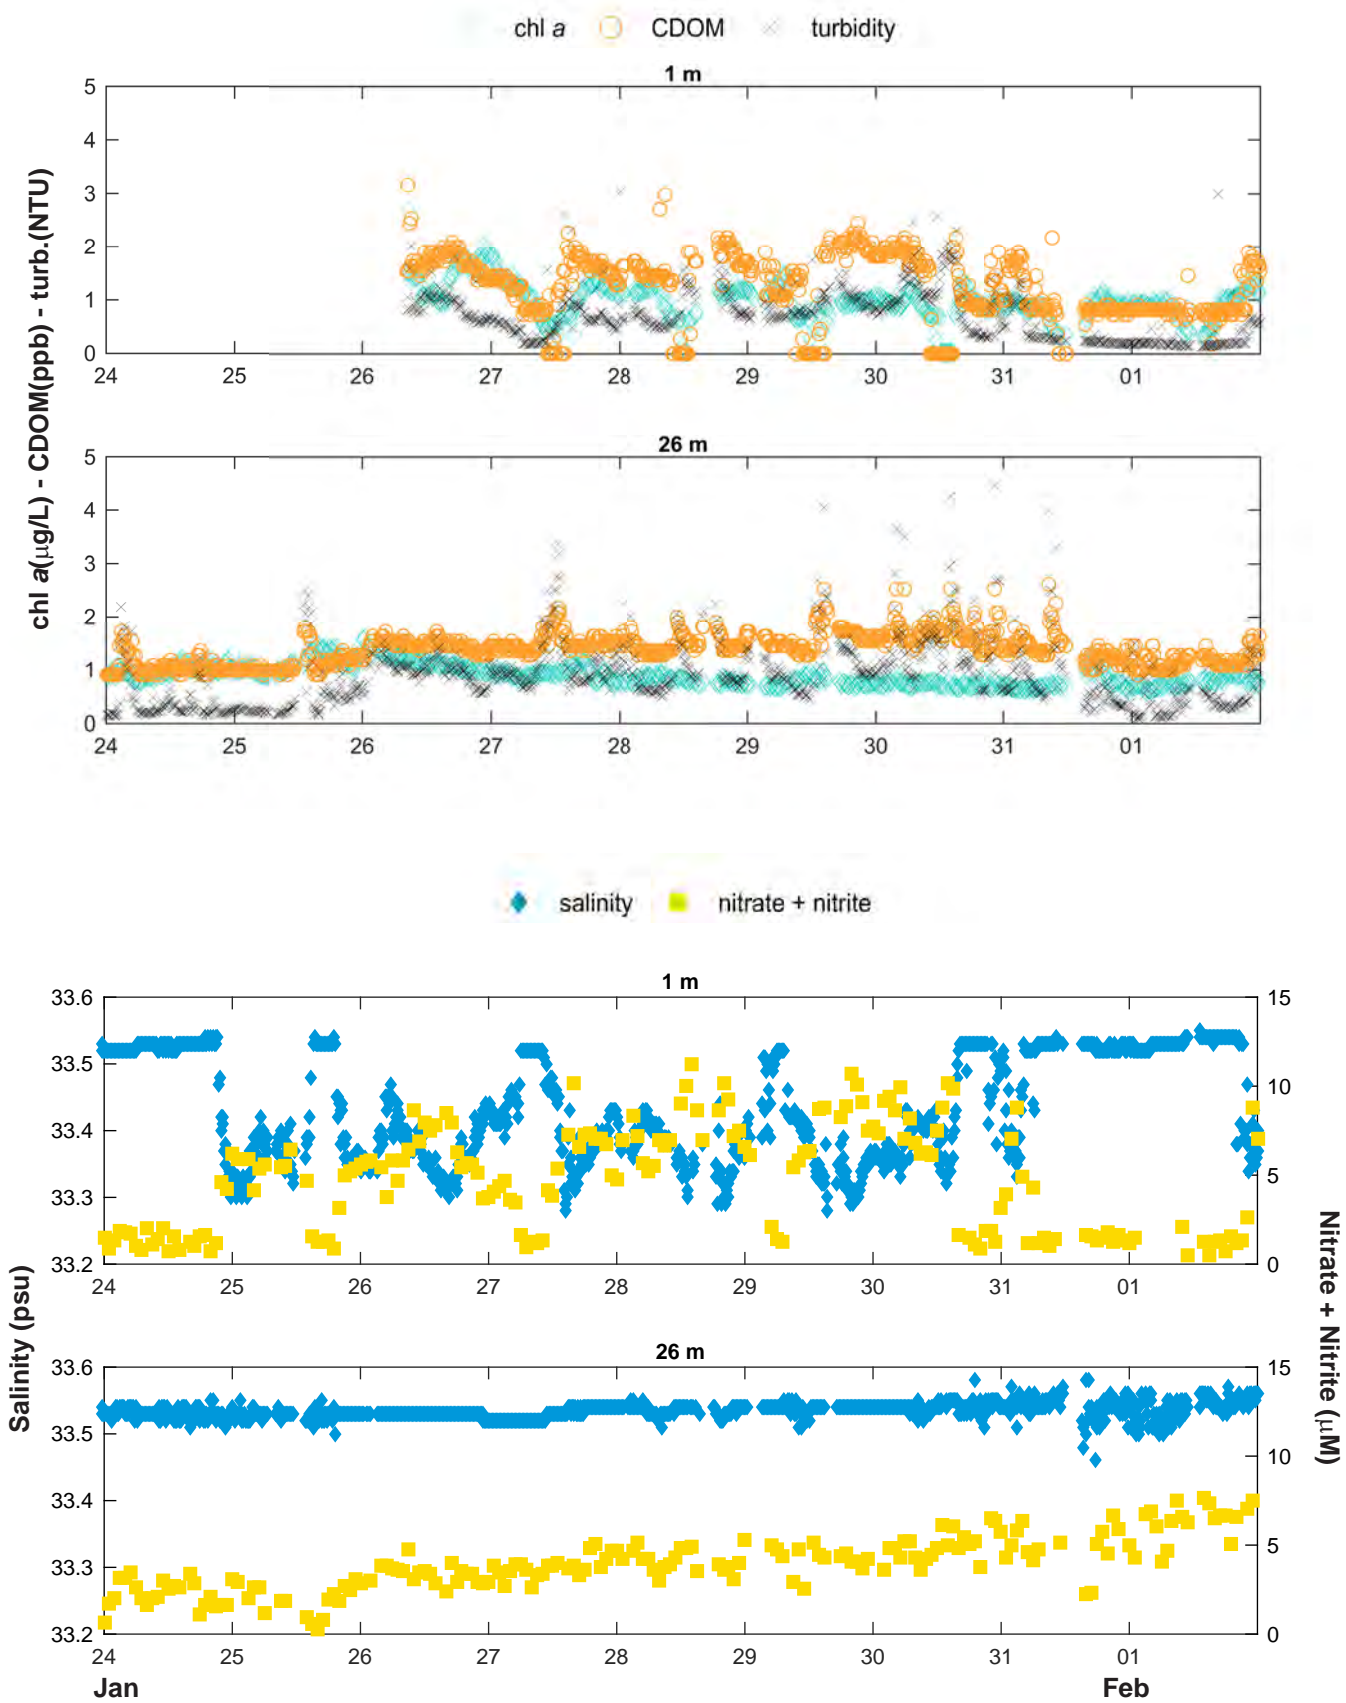 chl a CDOM turbidity
1 m
5
4
3
2
1
0
24 25 26 27 28 29 30 31 01
26 m
5
4
3
2
1
0
24 25 26 27 28 29 30 31 01
chl a(μg/L) - CDOM(ppb) - turb.(NTU)
salinity nitrate + nitrite
1 m
33.6 15
33.5
10
33.4
5
33.3
33.2 0
24 25 26 27 28 29 30 31 01
26 m
33.6 15
33.5
10
33.4
5
33.3
33.2 0
24 25 26 27 28 29 30 31 01
Jan Feb
Salinity (psu)
Nitrate + Nitrite (μM)